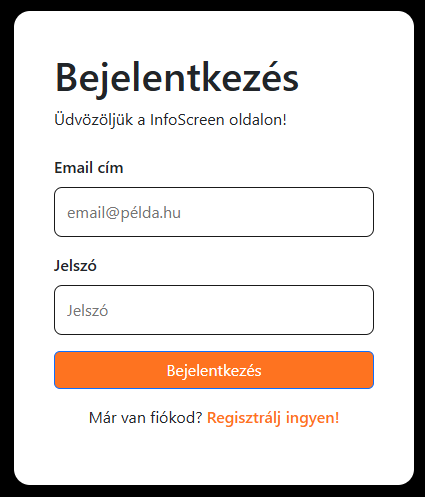 Bejelentkezés
Üdvözöljük a InfoScreen oldalon!
Email cím
email@példa.hu
Jelszó
Jelszó
Bejelentkezés
Már van fiókod? Regisztrálj ingyen!